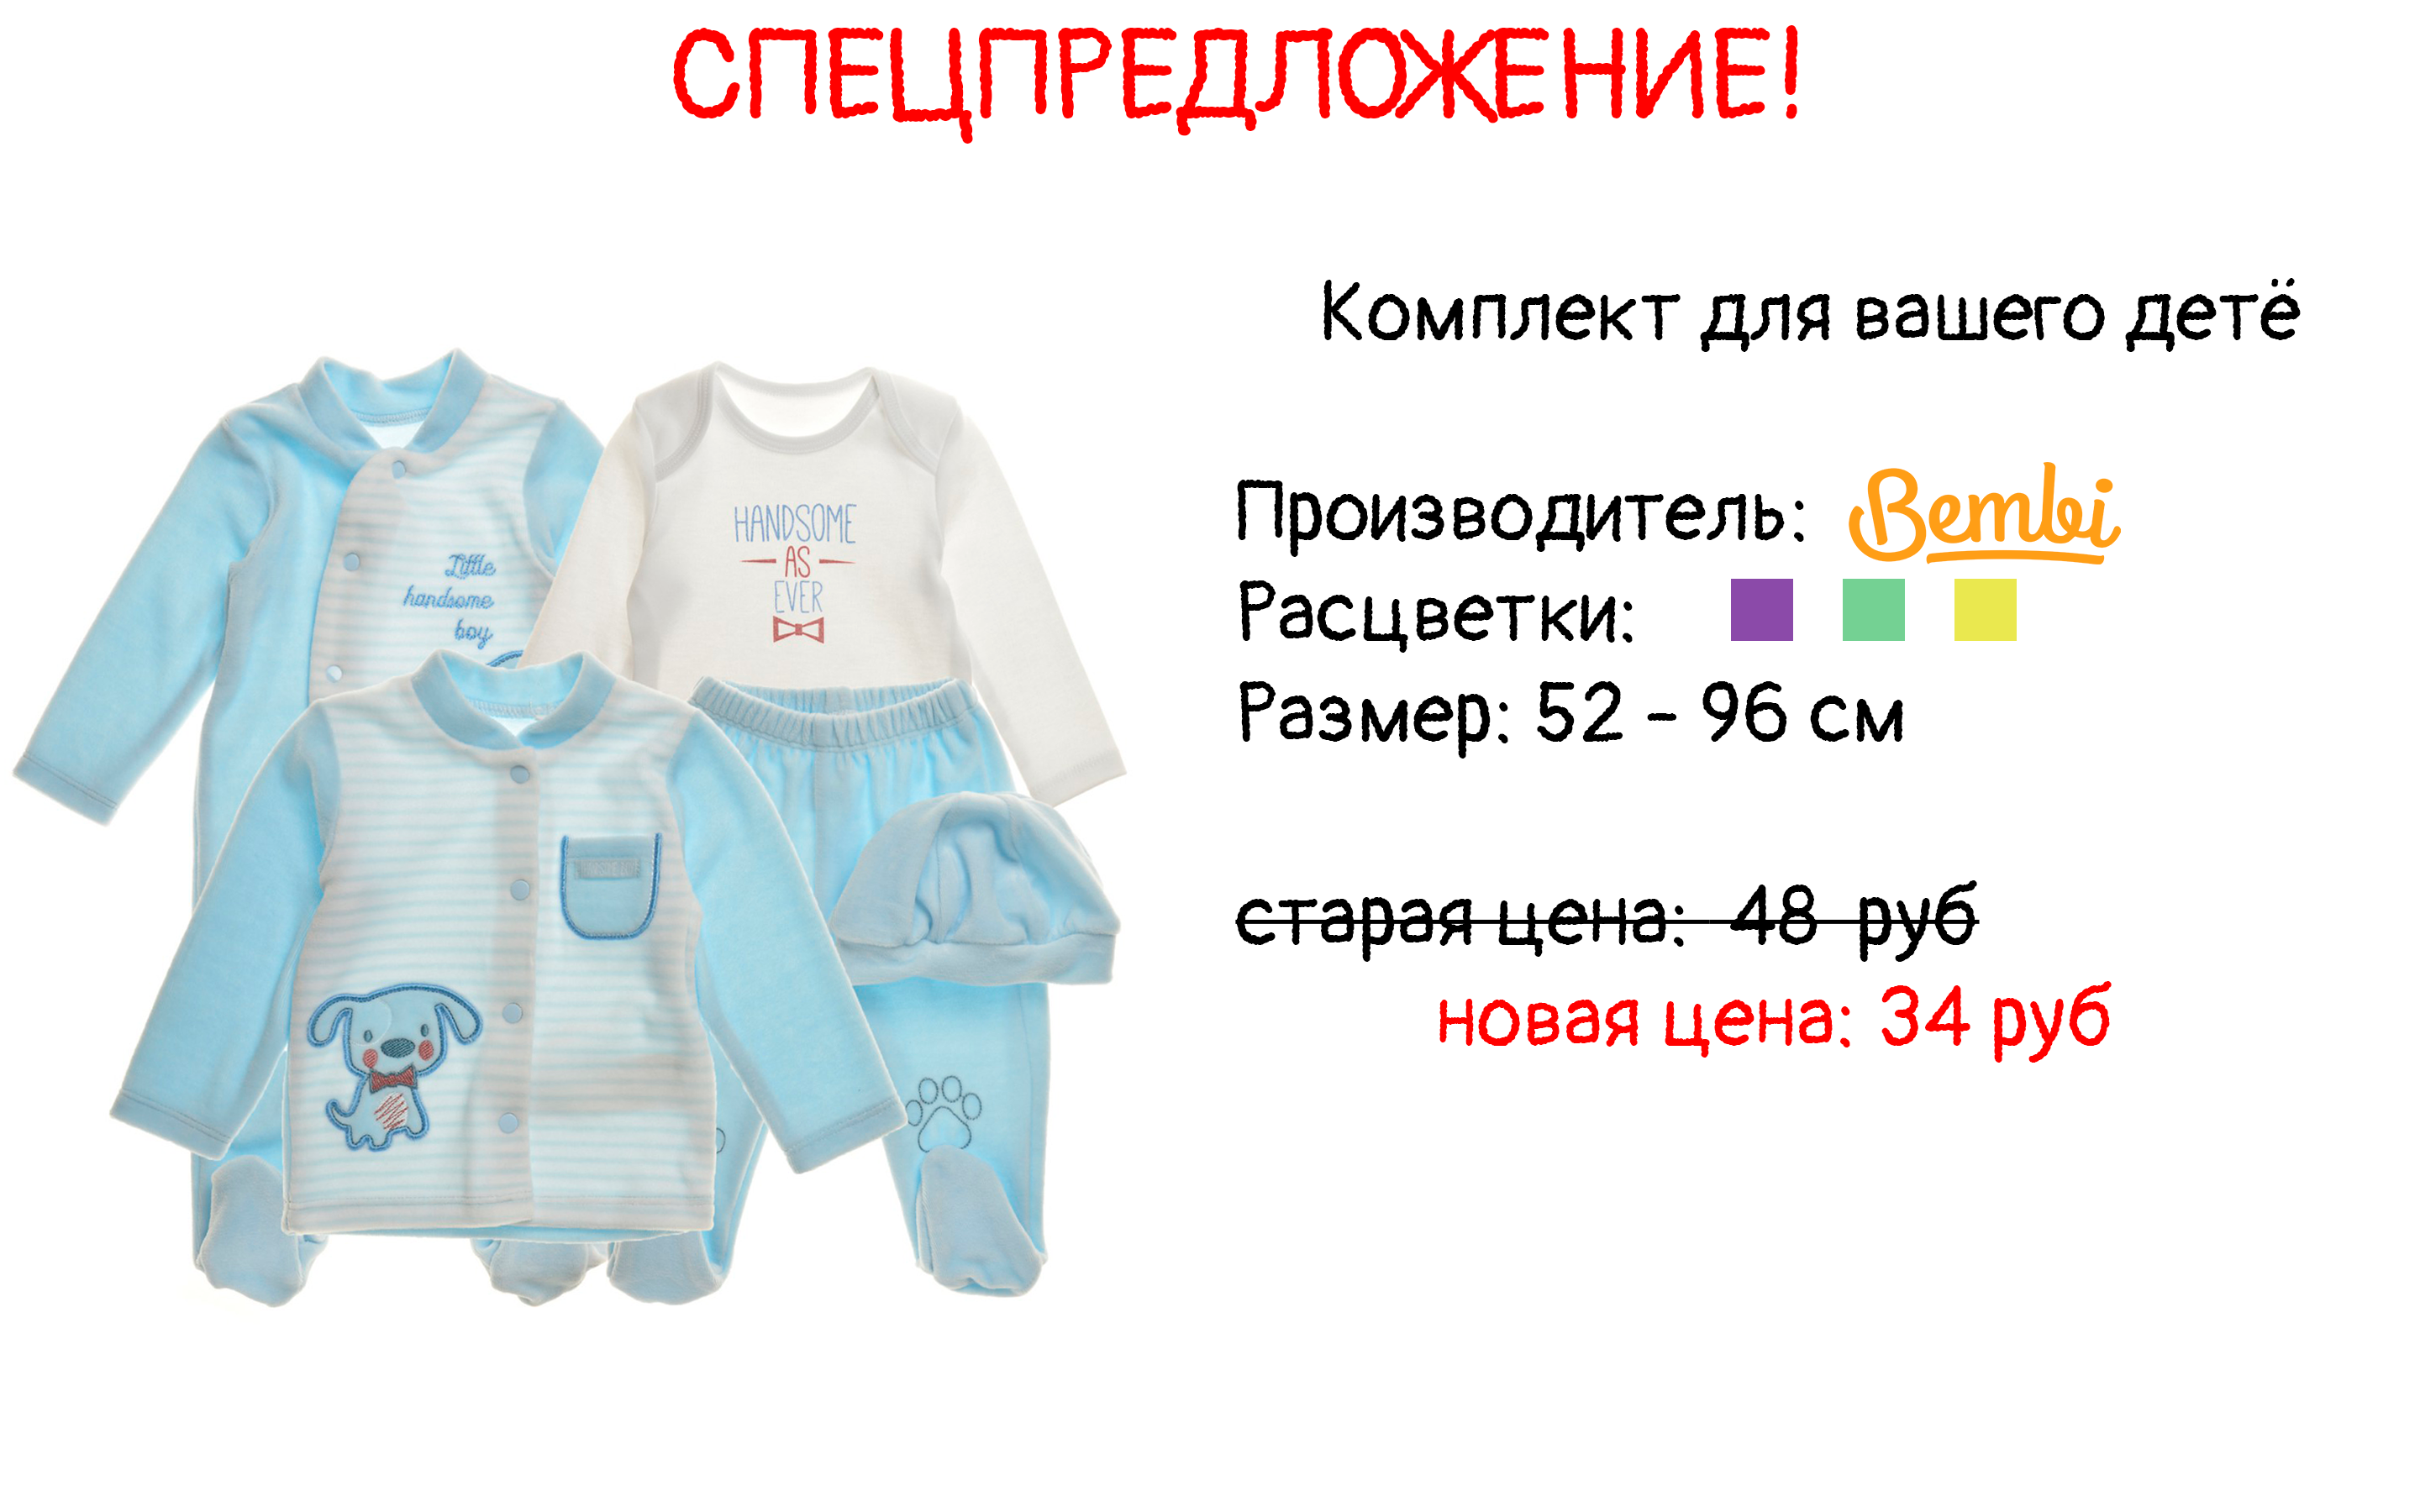 СПЕЦПРЕДЛОЖЕНИЕ!
Комплект для вашего детё
Производитель: Bembi
Расцветки:
Размер: 52 - 96 см
старая цена: 48 руб
новая цена: 34 руб
Little
handsome
boy
HANDSOME
AS
EVER